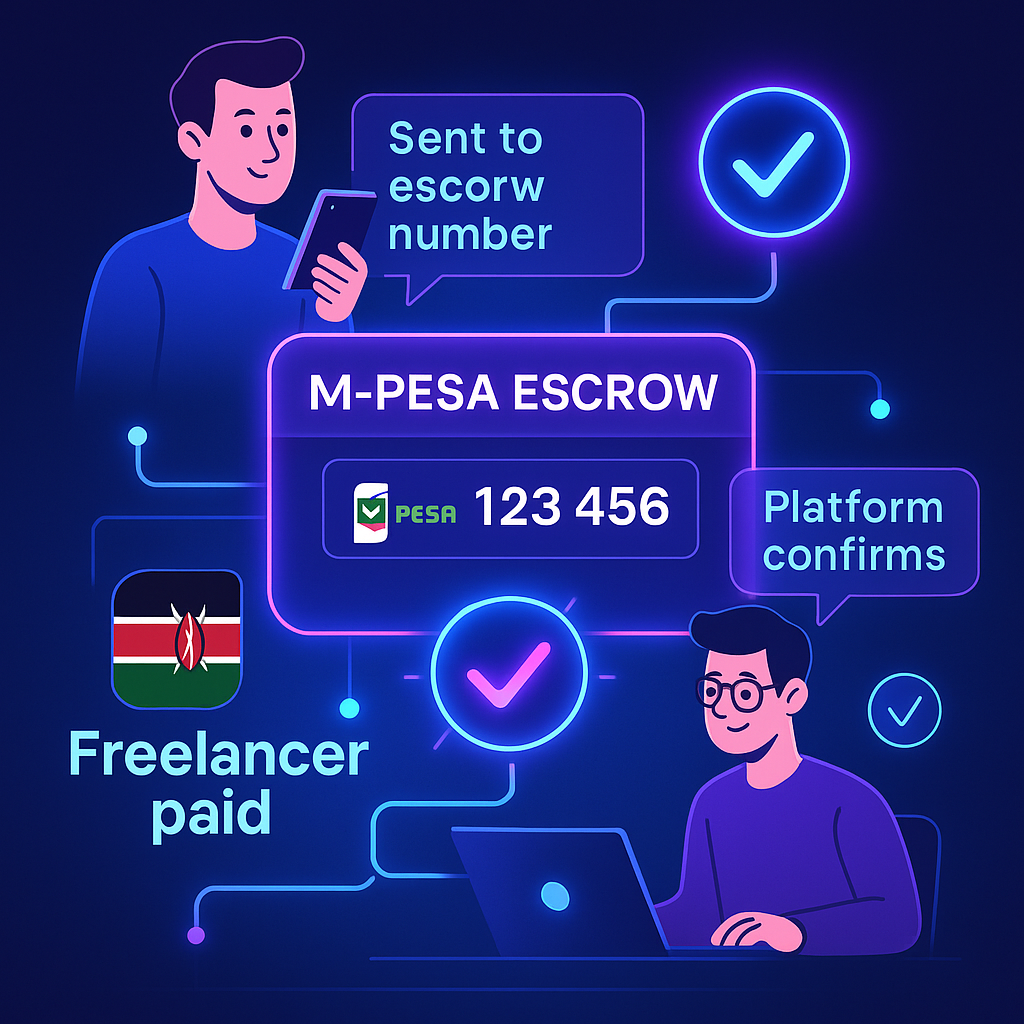 Sent to
escorw
number
M-PESA ESCROW
PESA 123 456
Platform
confirms
Freelancer
paid